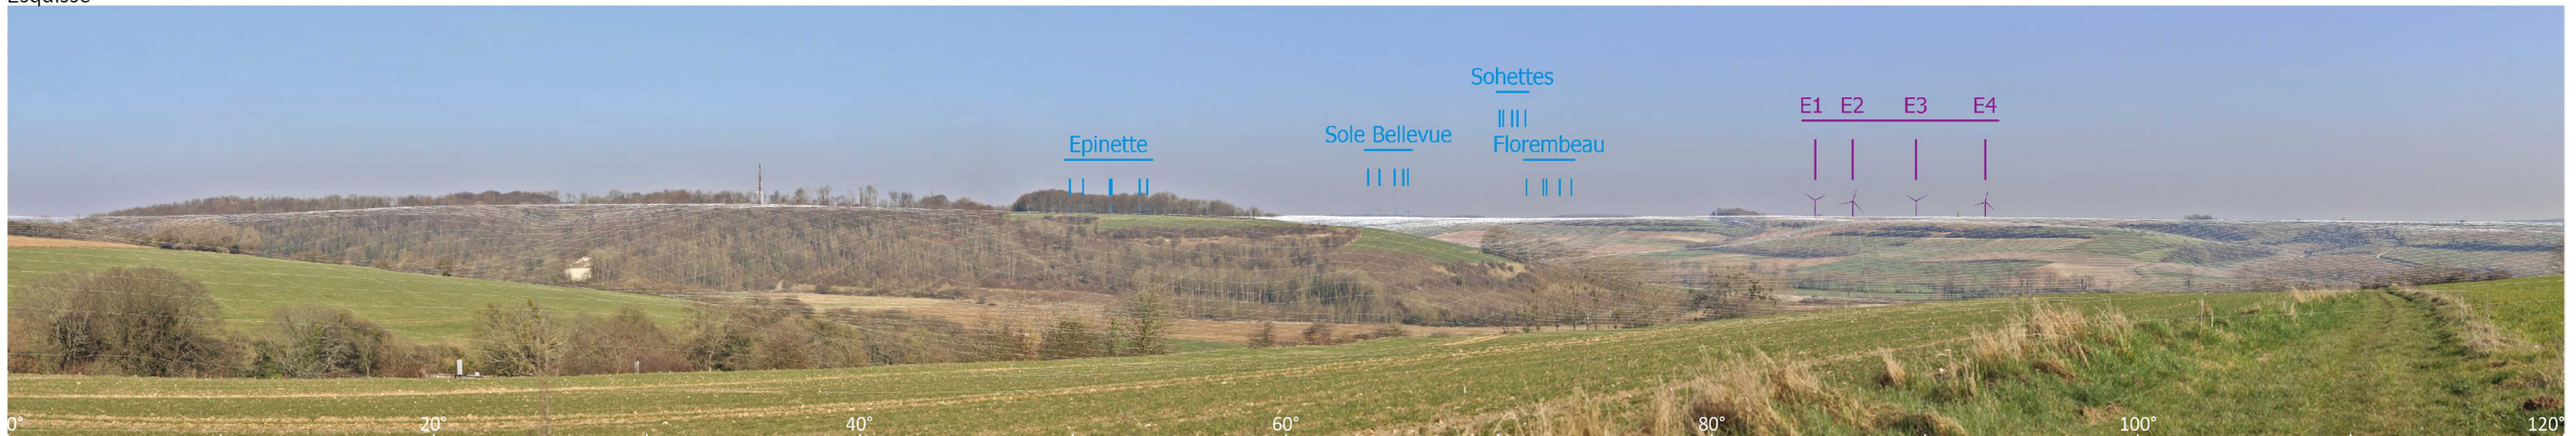 Esquisse
Sohettes
E1 E2 E3 E4
Sole Bellevue
Epinette
Florembeau
0° 20° 40° 60° 80° 100° 120°